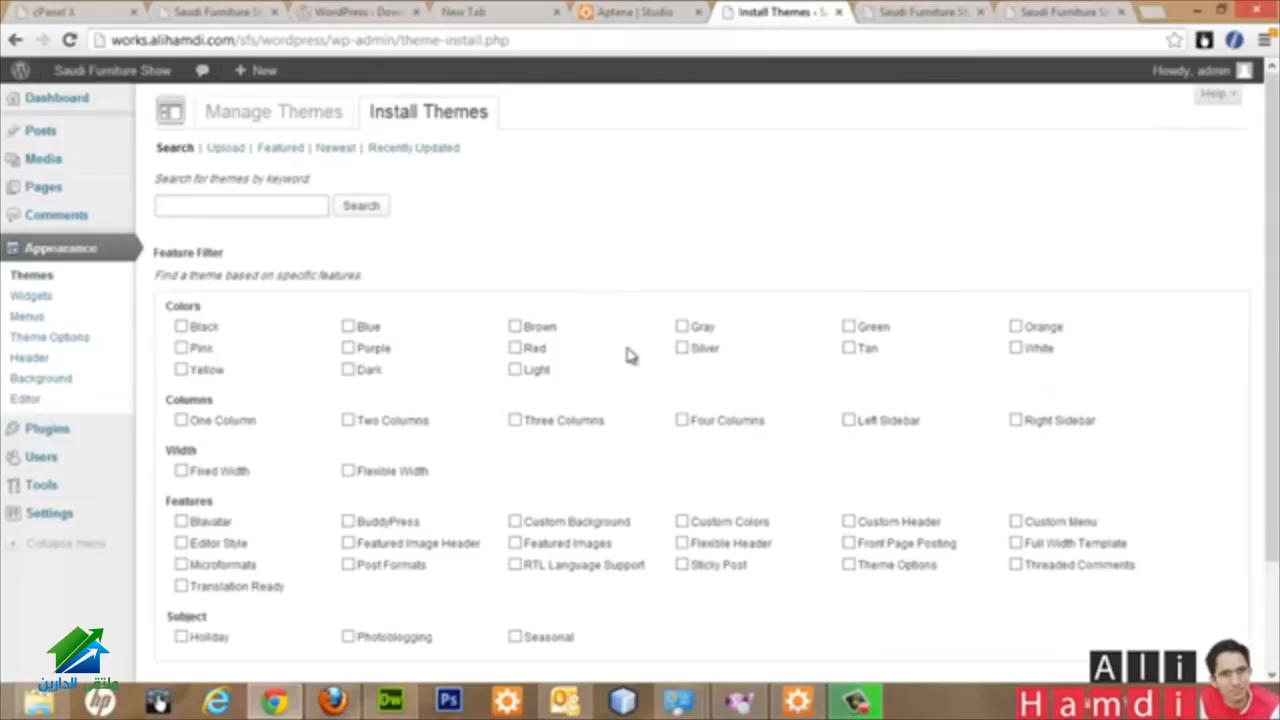 cPanel X
Saudi Furniture Sh
WordPress › Dow
New Tab
Aptana | Studio
Install Themes ‹ S
Saudi Furniture Sh
Saudi Furniture Sh
works.alihamdi.com/sfs/wordpress/wp-admin/theme-install.php
Saudi Furniture Show
+ New
Howdy, admin
Dashboard
Posts
Media
Pages
Comments
Appearance
Themes
Widgets
Menus
Theme Options
Header
Background
Editor
Plugins
Users
Tools
Settings
Collapse menu
Help
Manage Themes
Install Themes
Search | Upload | Featured | Newest | Recently Updated
Search for themes by keyword.
Search
Feature Filter
Find a theme based on specific features.
Colors
Black Blue Brown Gray Green Orange
Pink Purple Red Silver Tan White
Yellow Dark Light
Columns
One Column Two Columns Three Columns Four Columns Left Sidebar Right Sidebar
Width
Fixed Width Flexible Width
Features
Blavatar BuddyPress Custom Background Custom Colors Custom Header Custom Menu
Editor Style Featured Image Header Featured Images Flexible Header Front Page Posting Full Width Template
Microformats Post Formats RTL Language Support Sticky Post Theme Options Threaded Comments
Translation Ready
Subject
Holiday Photoblogging Seasonal
ملتقى الدارين
Ali
Hamdi
hp
Dw
Ps